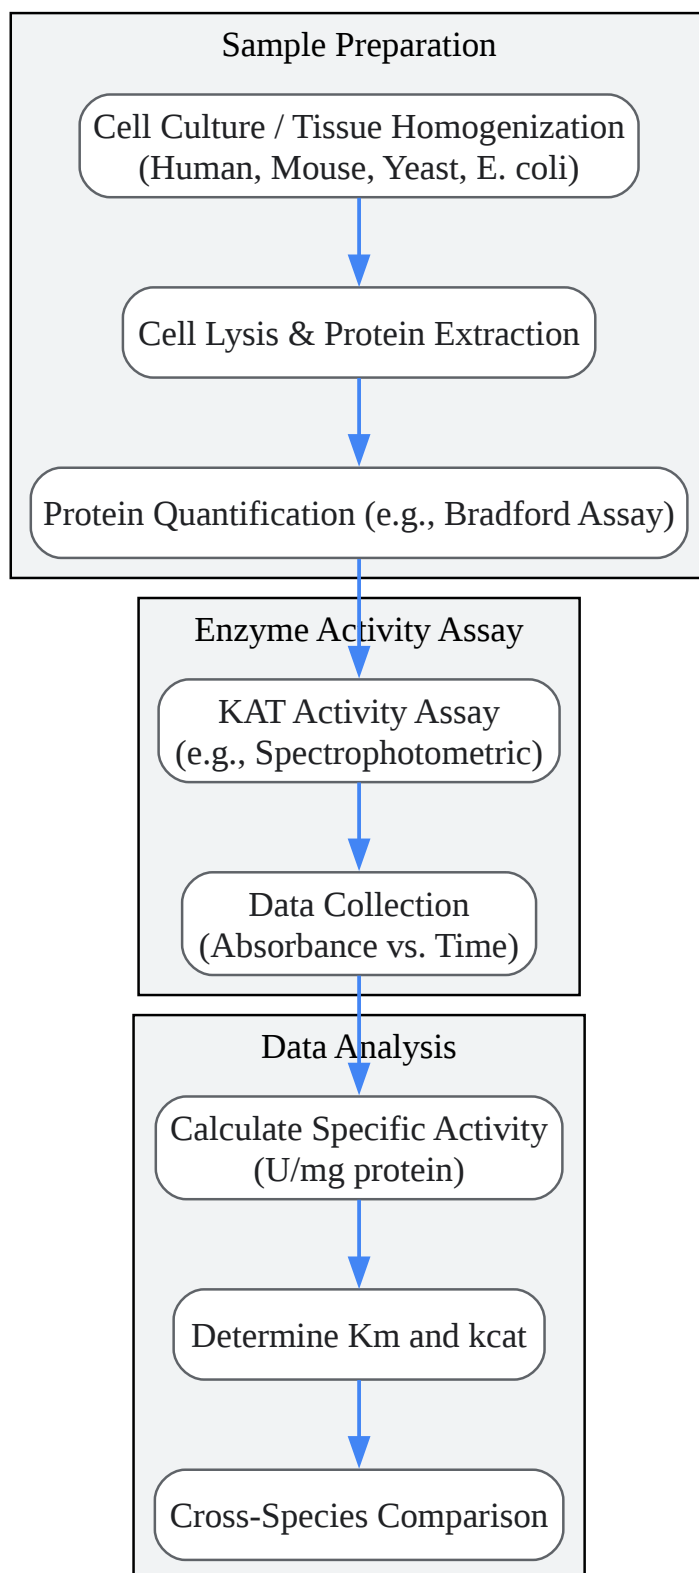 Sample Preparation
Cell Culture / Tissue Homogenization
(Human, Mouse, Yeast, E. coli)
Cell Lysis & Protein Extraction
Protein Quantification (e.g., Bradford Assay)
Enzyme Activity Assay
KAT Activity Assay
(e.g., Spectrophotometric)
Data Collection
(Absorbance vs. Time)
Data Analysis
Calculate Specific Activity
(U/mg protein)
Determine Km and kcat
Cross-Species Comparison